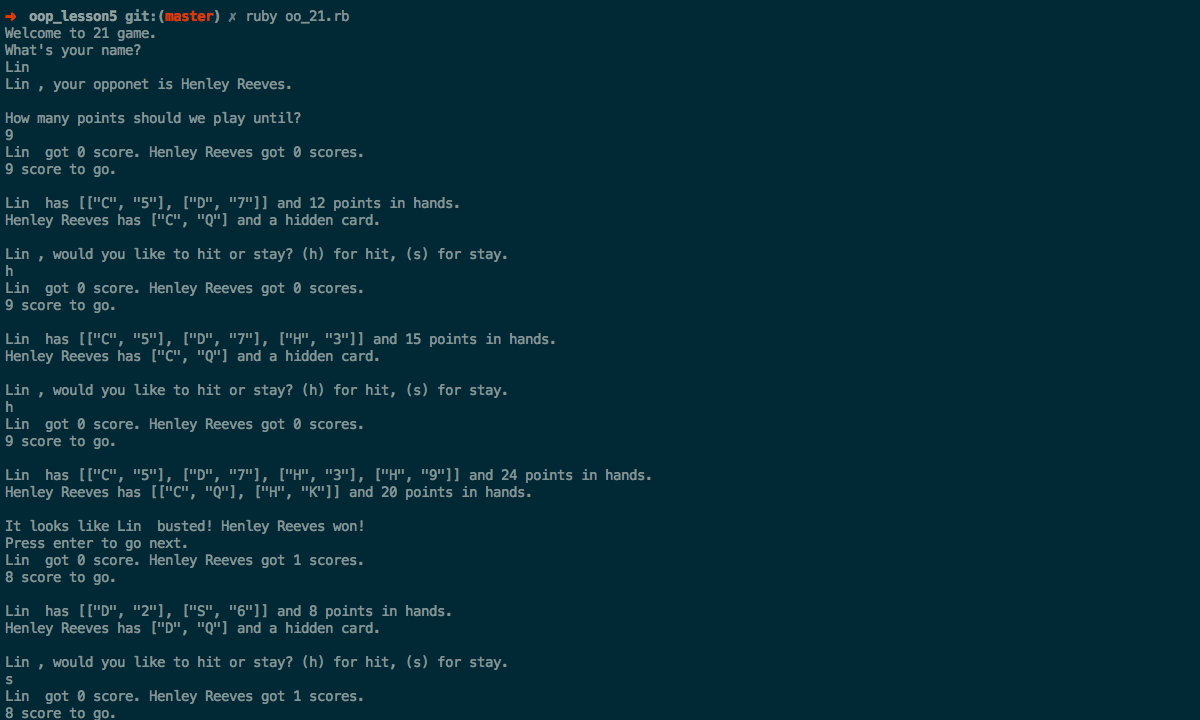 ➜  oop_lesson5 git:(master) ✗ ruby oo_21.rb
Welcome to 21 game.
What's your name?
Lin
Lin , your opponet is Henley Reeves.
How many points should we play until?
9
Lin  got 0 score. Henley Reeves got 0 scores.
9 score to go.
Lin  has [["C", "5"], ["D", "7"]] and 12 points in hands.
Henley Reeves has ["C", "Q"] and a hidden card.
Lin , would you like to hit or stay? (h) for hit, (s) for stay.
h
Lin  got 0 score. Henley Reeves got 0 scores.
9 score to go.
Lin  has [["C", "5"], ["D", "7"], ["H", "3"]] and 15 points in hands.
Henley Reeves has ["C", "Q"] and a hidden card.
Lin , would you like to hit or stay? (h) for hit, (s) for stay.
h
Lin  got 0 score. Henley Reeves got 0 scores.
9 score to go.
Lin  has [["C", "5"], ["D", "7"], ["H", "3"], ["H", "9"]] and 24 points in hands.
Henley Reeves has [["C", "Q"], ["H", "K"]] and 20 points in hands.
It looks like Lin  busted! Henley Reeves won!
Press enter to go next.
Lin  got 0 score. Henley Reeves got 1 scores.
8 score to go.
Lin  has [["D", "2"], ["S", "6"]] and 8 points in hands.
Henley Reeves has ["D", "Q"] and a hidden card.
Lin , would you like to hit or stay? (h) for hit, (s) for stay.
s
Lin  got 0 score. Henley Reeves got 1 scores.
8 score to go.